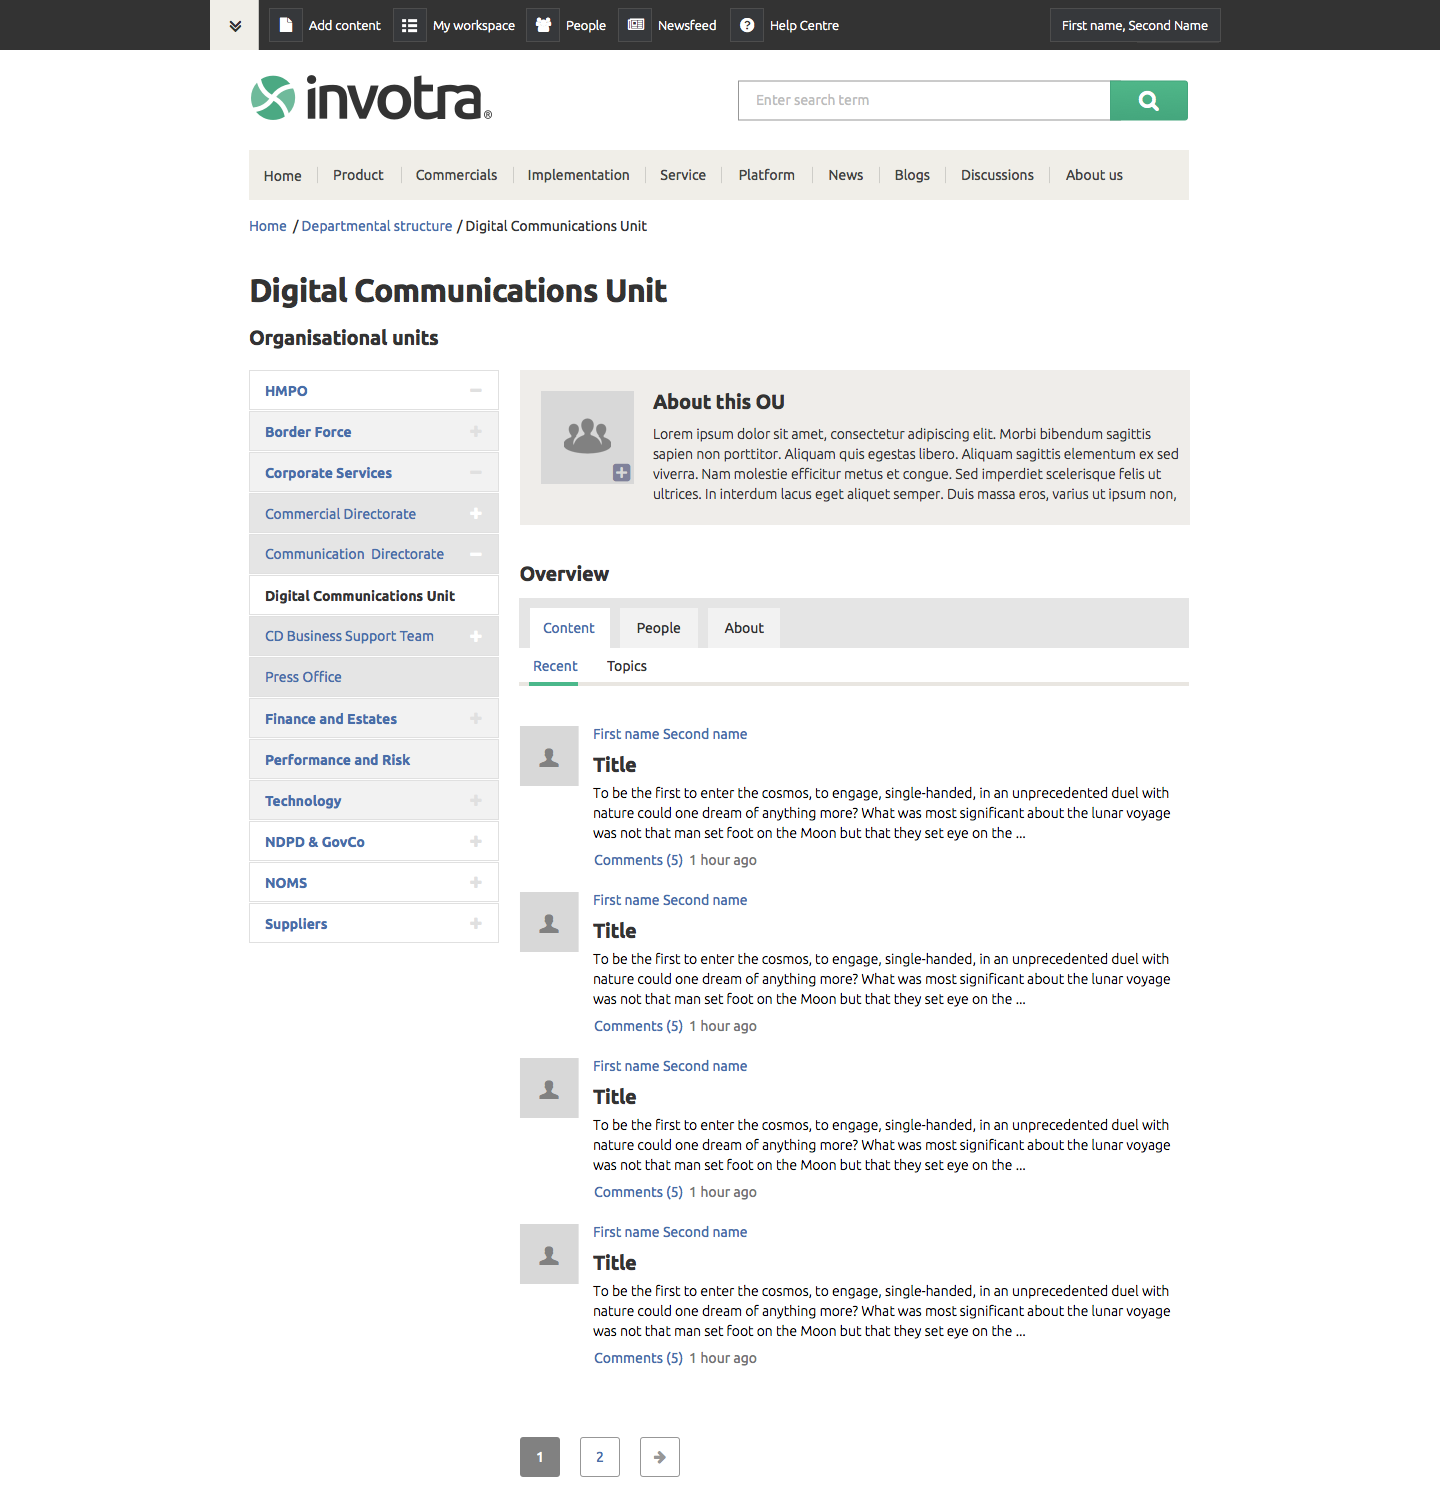 Add content
My workspace
People
Newsfeed
Help Centre
First name, Second Name
invotra®
Enter search term
Home
Product
Commercials
Implementation
Service
Platform
News
Blogs
Discussions
About us
Home / Departmental structure / Digital Communications Unit
Digital Communications Unit
Organisational units
HMPO
Border Force
Corporate Services
Commercial Directorate
Communication Directorate
Digital Communications Unit
CD Business Support Team
Press Office
Finance and Estates
Performance and Risk
Technology
NDPD & GovCo
NOMS
Suppliers
About this OU
Lorem ipsum dolor sit amet, consectetur adipiscing elit. Morbi bibendum sagittis
sapien non porttitor. Aliquam quis egestas libero. Aliquam sagittis elementum ex sed
viverra. Nam molestie efficitur metus et congue. Sed imperdiet scelerisque felis ut
ultrices. In interdum lacus eget aliquet semper. Duis massa eros, varius ut ipsum non,
Overview
Content
People
About
Recent
Topics
First name Second name
Title
To be the first to enter the cosmos, to engage, single-handed, in an unprecedented duel with
nature could one dream of anything more? What was most significant about the lunar voyage
was not that man set foot on the Moon but that they set eye on the ...
Comments (5) 1 hour ago
First name Second name
Title
To be the first to enter the cosmos, to engage, single-handed, in an unprecedented duel with
nature could one dream of anything more? What was most significant about the lunar voyage
was not that man set foot on the Moon but that they set eye on the ...
Comments (5) 1 hour ago
First name Second name
Title
To be the first to enter the cosmos, to engage, single-handed, in an unprecedented duel with
nature could one dream of anything more? What was most significant about the lunar voyage
was not that man set foot on the Moon but that they set eye on the ...
Comments (5) 1 hour ago
First name Second name
Title
To be the first to enter the cosmos, to engage, single-handed, in an unprecedented duel with
nature could one dream of anything more? What was most significant about the lunar voyage
was not that man set foot on the Moon but that they set eye on the ...
Comments (5) 1 hour ago
1
2